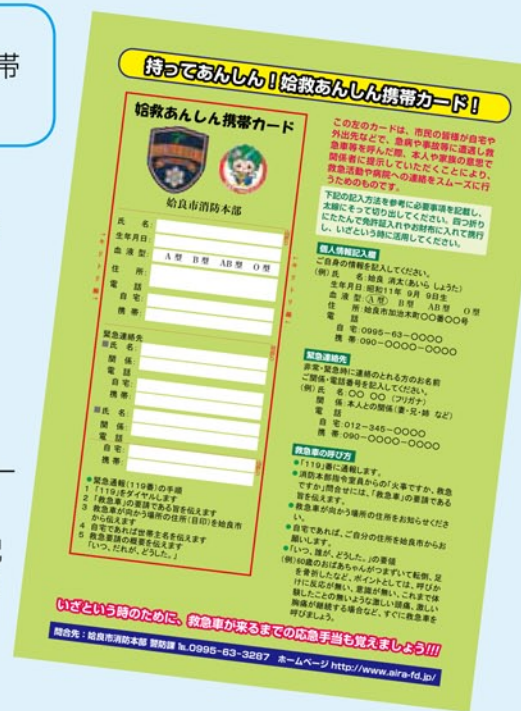 帯
持ってあんしん！姶救あんしん携帯カード！
姶救あんしん携帯カード
姶良市消防本部
氏 名:
生年月日:
血 液 型: A 型 B 型 AB 型 O 型
住 所:
電 話
自 宅:
携 帯:
緊急連絡先
■氏 名:
関 係:
電 話
自 宅:
携 帯:
■氏 名:
関 係:
電 話
自 宅:
携 帯:
●緊急通報（119番）の手順
1 「119」をダイヤルします
2 「救急車」の要請である旨を伝えます
3 救急車が向かう場所の住所（目印）を姶良市
から伝えます
4 自宅であれば世帯主名を伝えます
5 救急要請の概要を伝えます
「いつ、だれが、どうした。」
この左のカードは、市民の皆様が自宅や
外出先などで、急病や事故等に遭遇し救
急車等を呼んだ際、本人や家族の意思で
関係者に提示していただくことにより、
救急活動や病院への連絡をスムーズに行
うためのものです。
下記の記入方法を参考に必要事項を記載し、
太線にそって切り出してください。四つ折り
にたたんで免許証入れやお財布に入れて携行
し、いざという時に活用してください。
個人情報記入欄
ご自身の情報を記入してください。
(例)氏 名:姶良 消太(あいら しょうた)
生年月日:昭和11年 9月 9日生
血 液 型:(A 型) B 型 AB 型 O 型
住 所:姶良市加治木町〇〇番〇〇号
電 話
自 宅:0995-63-〇〇〇〇
携 帯:090-〇〇〇〇-〇〇〇〇
緊急連絡先
非常・緊急時に連絡のとれる方のお名前
ご関係・電話番号を記入してください。
(例)氏 名:〇〇 〇〇 (フリガナ)
関 係:本人との関係(妻・兄・姉 など)
電 話
自 宅:012-345-〇〇〇〇
携 帯:090-〇〇〇〇-〇〇〇〇
救急車の呼び方
●「119」番に通報します。
●消防本部指令室員からの「火事ですか、救急
ですか」問合せには、「救急車」の要請である
旨を伝えます。
●救急車が向かう場所の住所をお知らせくださ
い。
●自宅であれば、ご自分の住所を姶良市からお
願いします。
●「いつ、誰が、どうした。」の要領
(例)60歳のおばあちゃんがつまずいて転倒、足
を骨折したなど、ポイントとしては、呼びか
けに反応が無い、意識が無い、これまで体
験したことの無いような激しい頭痛、激しい
胸痛が継続する場合など、すぐに救急車を
呼びましょう。
いざという時のために、救急車が来るまでの応急手当も覚えましょう!!!
問合先：姶良市消防本部 警防課 ℡0995-63-3287 ホームページ http://www.aira-fd.jp/